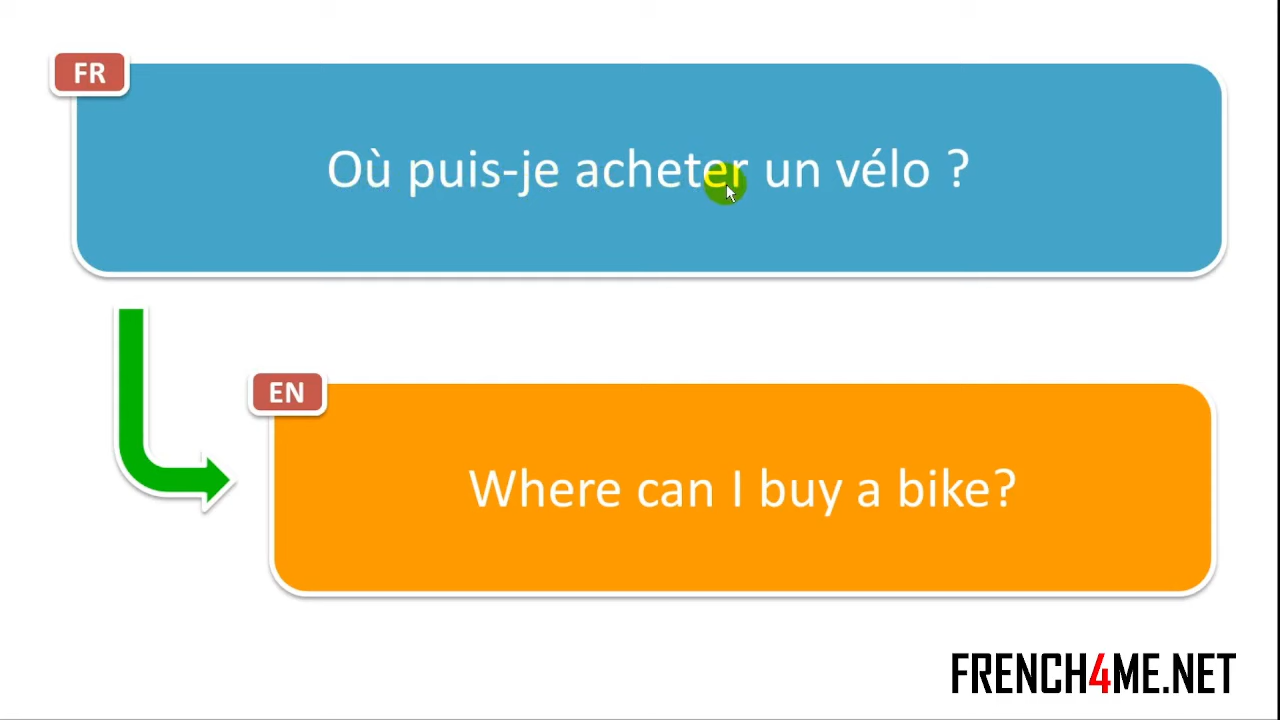 FR
Où puis-je acheter un vélo ?
EN
Where can I buy a bike?
FRENCH4ME.NET